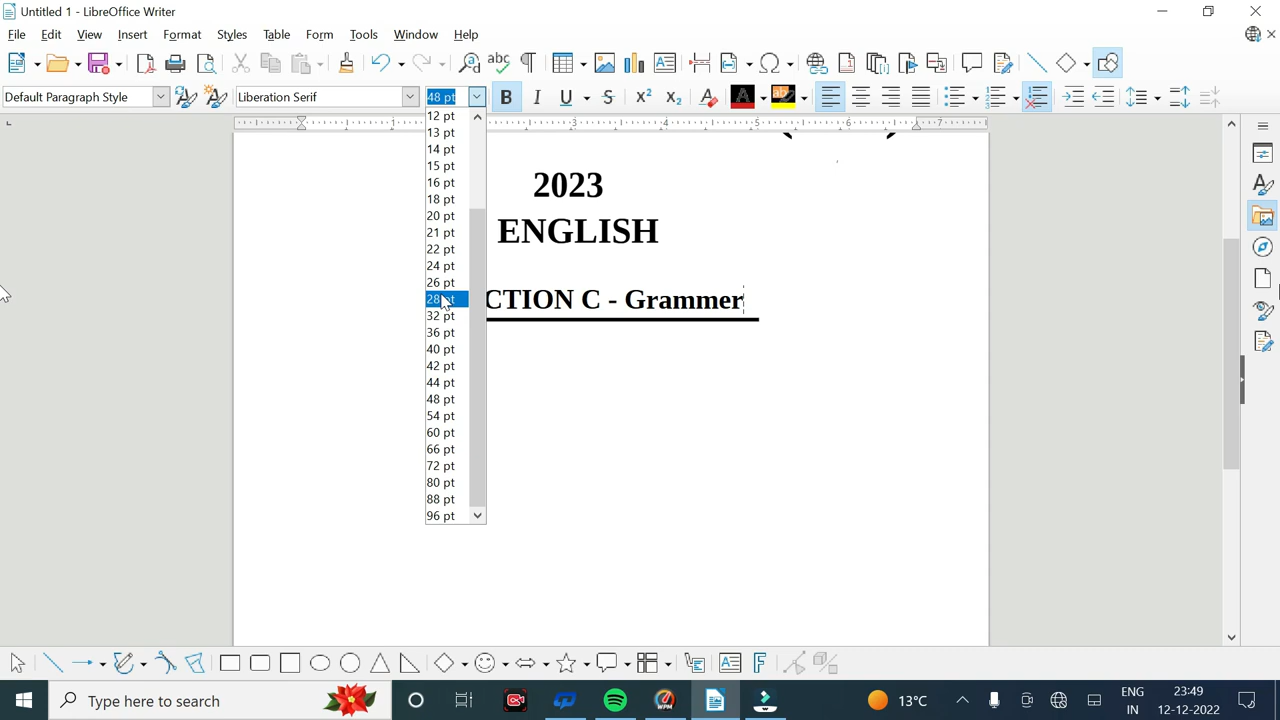 Untitled 1 - LibreOffice Writer
File Edit View Insert Format Styles Table Form Tools Window Help
Default Paragraph Style
Liberation Serif
48 pt
12 pt
13 pt
14 pt
15 pt
16 pt
18 pt
20 pt
21 pt
22 pt
24 pt
26 pt
28 pt
32 pt
36 pt
40 pt
42 pt
44 pt
48 pt
54 pt
60 pt
66 pt
72 pt
80 pt
88 pt
96 pt
2023
ENGLISH
CTION C - Grammer
Type here to search
13°C
ENG
IN
23:49
12-12-2022